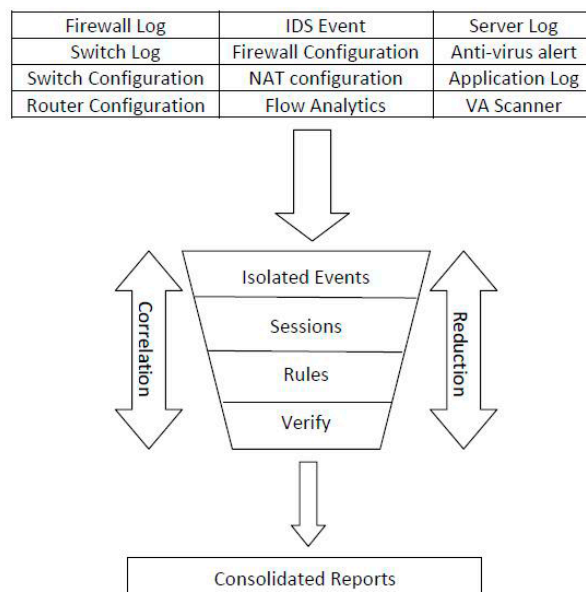 Firewall Log IDS Event Server Log
Switch Log Firewall Configuration Anti-virus alert
Switch Configuration NAT configuration Application Log
Router Configuration Flow Analytics VA Scanner
Isolated Events
Correlation
Sessions
Reduction
Rules
Verify
Consolidated Reports